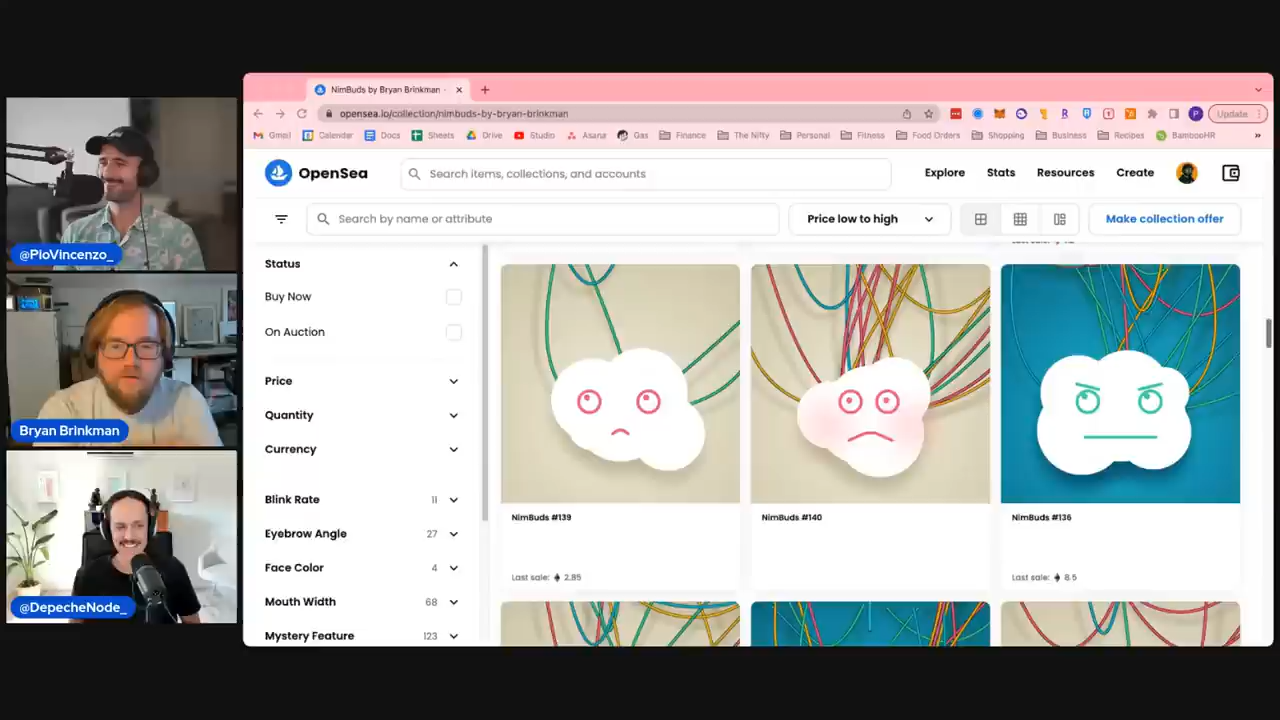 @PioVincenzo_
Bryan Brinkman
@DepecheNode_
NimBuds by Bryan Brinkman -
opensea.io/collection/nimbuds-by-bryan-brinkman
Update
Gmail
Calendar
Docs
Sheets
Drive
Studio
Asana
Gas
Finance
The Nifty
Personal
Fitness
Food Orders
Shopping
Business
Recipes
BambooHR
»
OpenSea
Search items, collections, and accounts
Explore
Stats
Resources
Create
Search by name or attribute
Price low to high
Make collection offer
Status
Buy Now
On Auction
Price
Quantity
Currency
Blink Rate 11
Eyebrow Angle 27
Face Color 4
Mouth Width 68
Mystery Feature 123
NimBuds #139
Last sale: 2.85
NimBuds #140
NimBuds #136
Last sale: 8.5